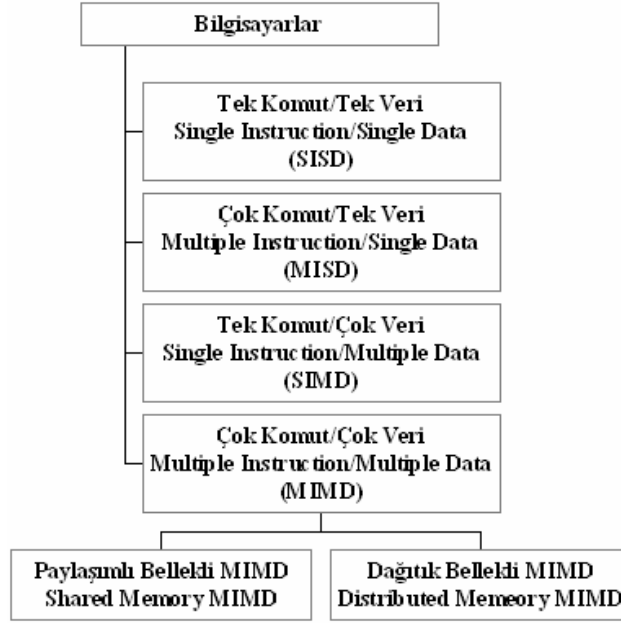 Bilgisayarlar
Tek Komut/Tek Veri
Single Instruction/Single Data
(SISD)
Çok Komut/Tek Veri
Multiple Instruction/Single Data
(MISD)
Tek Komut/Çok Veri
Single Instruction/Multiple Data
(SIMD)
Çok Komut/Çok Veri
Multiple Instruction/Multiple Data
(MIMD)
Paylaşımlı Bellekli MIMD
Shared Memory MIMD
Dağıtık Bellekli MIMD
Distributed Memeory MIMD